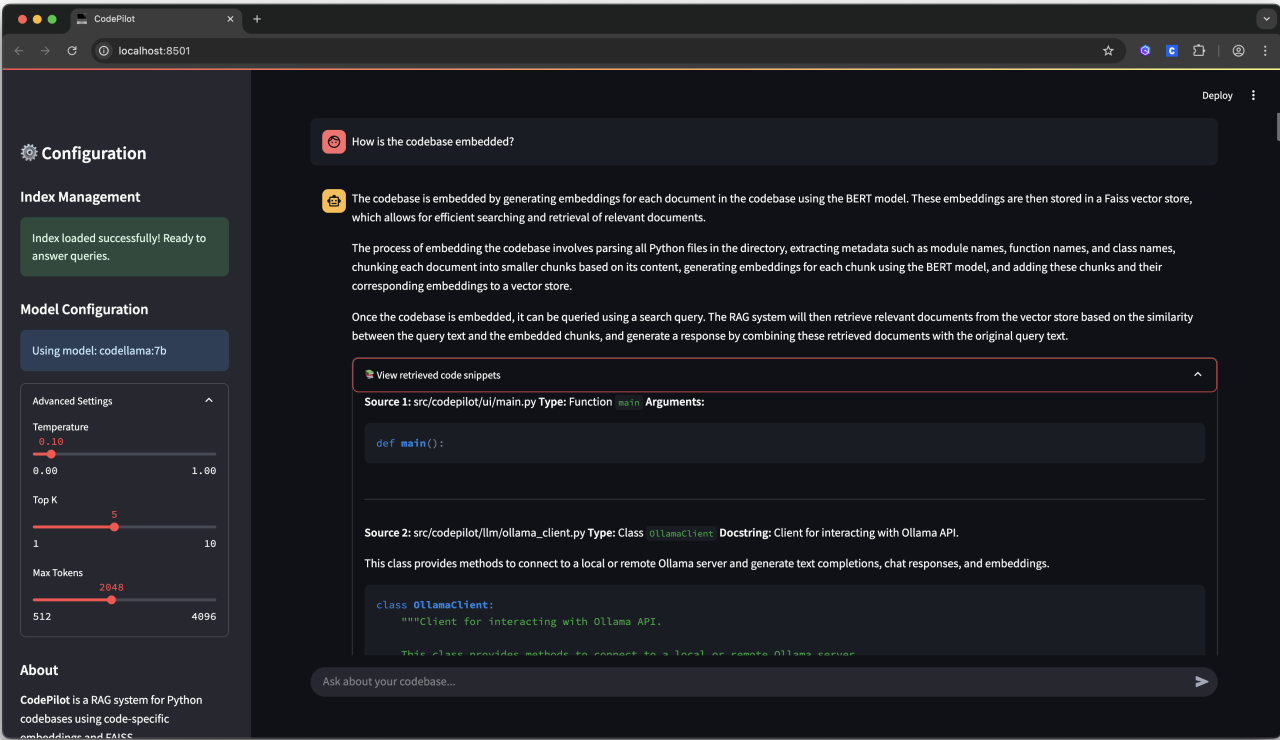 CodePilot
localhost:8501
Deploy
Configuration
Index Management
Index loaded successfully! Ready to
answer queries.
Model Configuration
Using model: codellama:7b
Advanced Settings
Temperature
0.10
0.00 1.00
Top K
5
1 10
Max Tokens
2048
512 4096
About
CodePilot is a RAG system for Python
codebases using code-specific
embeddings and FAISS
How is the codebase embedded?
The codebase is embedded by generating embeddings for each document in the codebase using the BERT model. These embeddings are then stored in a Faiss vector store,
which allows for efficient searching and retrieval of relevant documents.
The process of embedding the codebase involves parsing all Python files in the directory, extracting metadata such as module names, function names, and class names,
chunking each document into smaller chunks based on its content, generating embeddings for each chunk using the BERT model, and adding these chunks and their
corresponding embeddings to a vector store.
Once the codebase is embedded, it can be queried using a search query. The RAG system will then retrieve relevant documents from the vector store based on the similarity
between the query text and the embedded chunks, and generate a response by combining these retrieved documents with the original query text.
View retrieved code snippets
Source 1: src/codepilot/ui/main.py Type: Function main Arguments:
def main():
Source 2: src/codepilot/llm/ollama_client.py Type: Class OllamaClient Docstring: Client for interacting with Ollama API.
This class provides methods to connect to a local or remote Ollama server and generate text completions, chat responses, and embeddings.
class OllamaClient:
"""Client for interacting with Ollama API.
This class provides methods to connect to a local or remote Ollama server
Ask about your codebase...